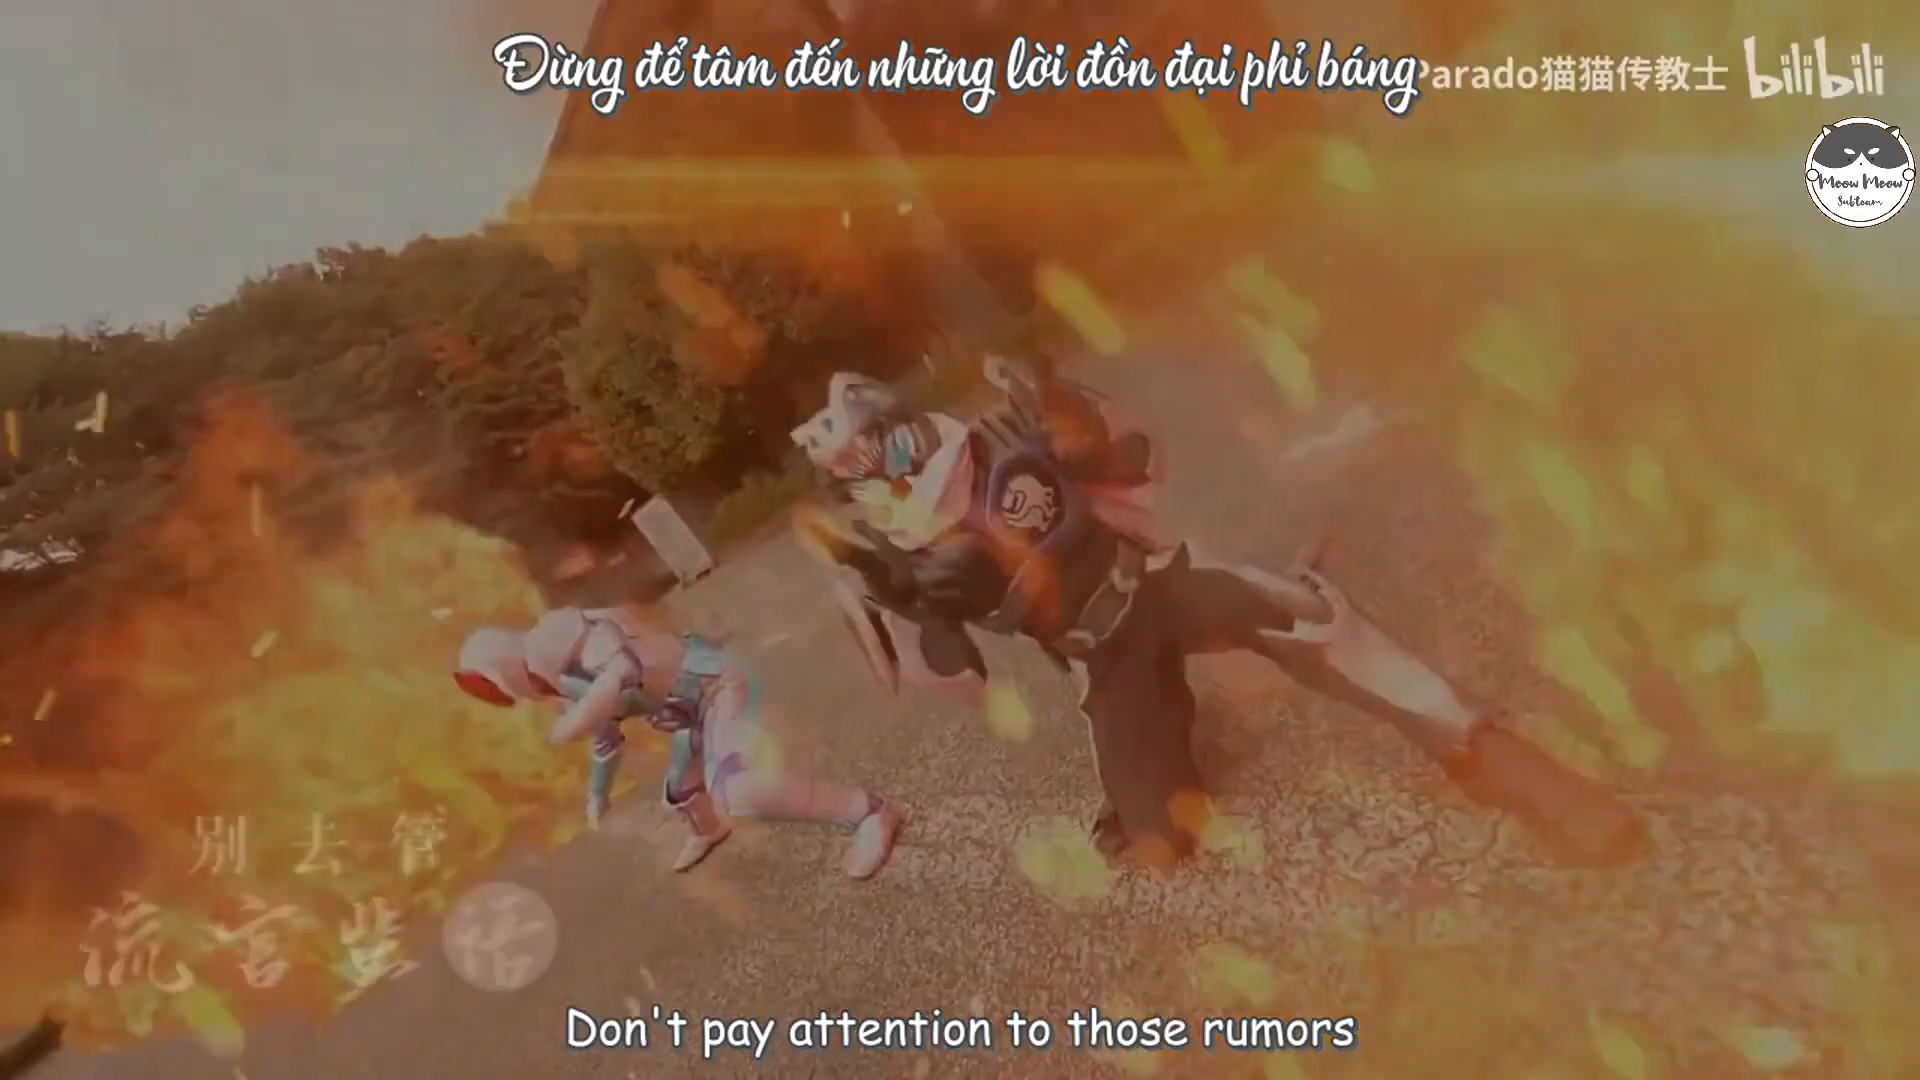 Đừng để tâm đến những lời đồn đại phỉ báng
Parado猫猫传教士 bilibili
Meow Meow
Subteam
别去管
流言蜚语
Don't pay attention to those rumors